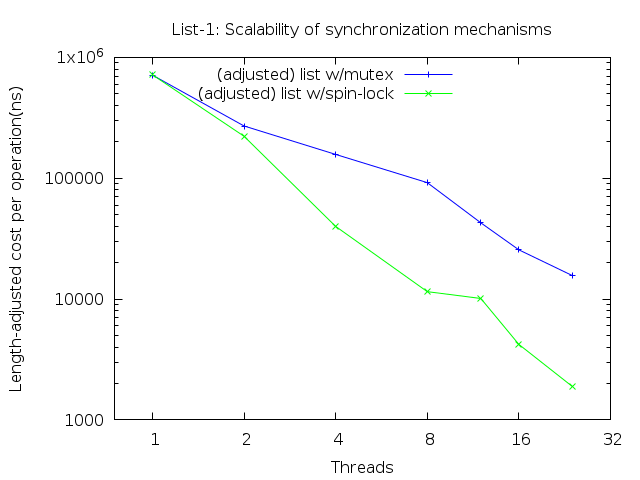 List-1: Scalability of synchronization mechanisms
1x10⁶
(adjusted) list w/mutex
(adjusted) list w/spin-lock
100000
10000
1000
Length-adjusted cost per operation(ns)
1 2 4 8 16 32
Threads